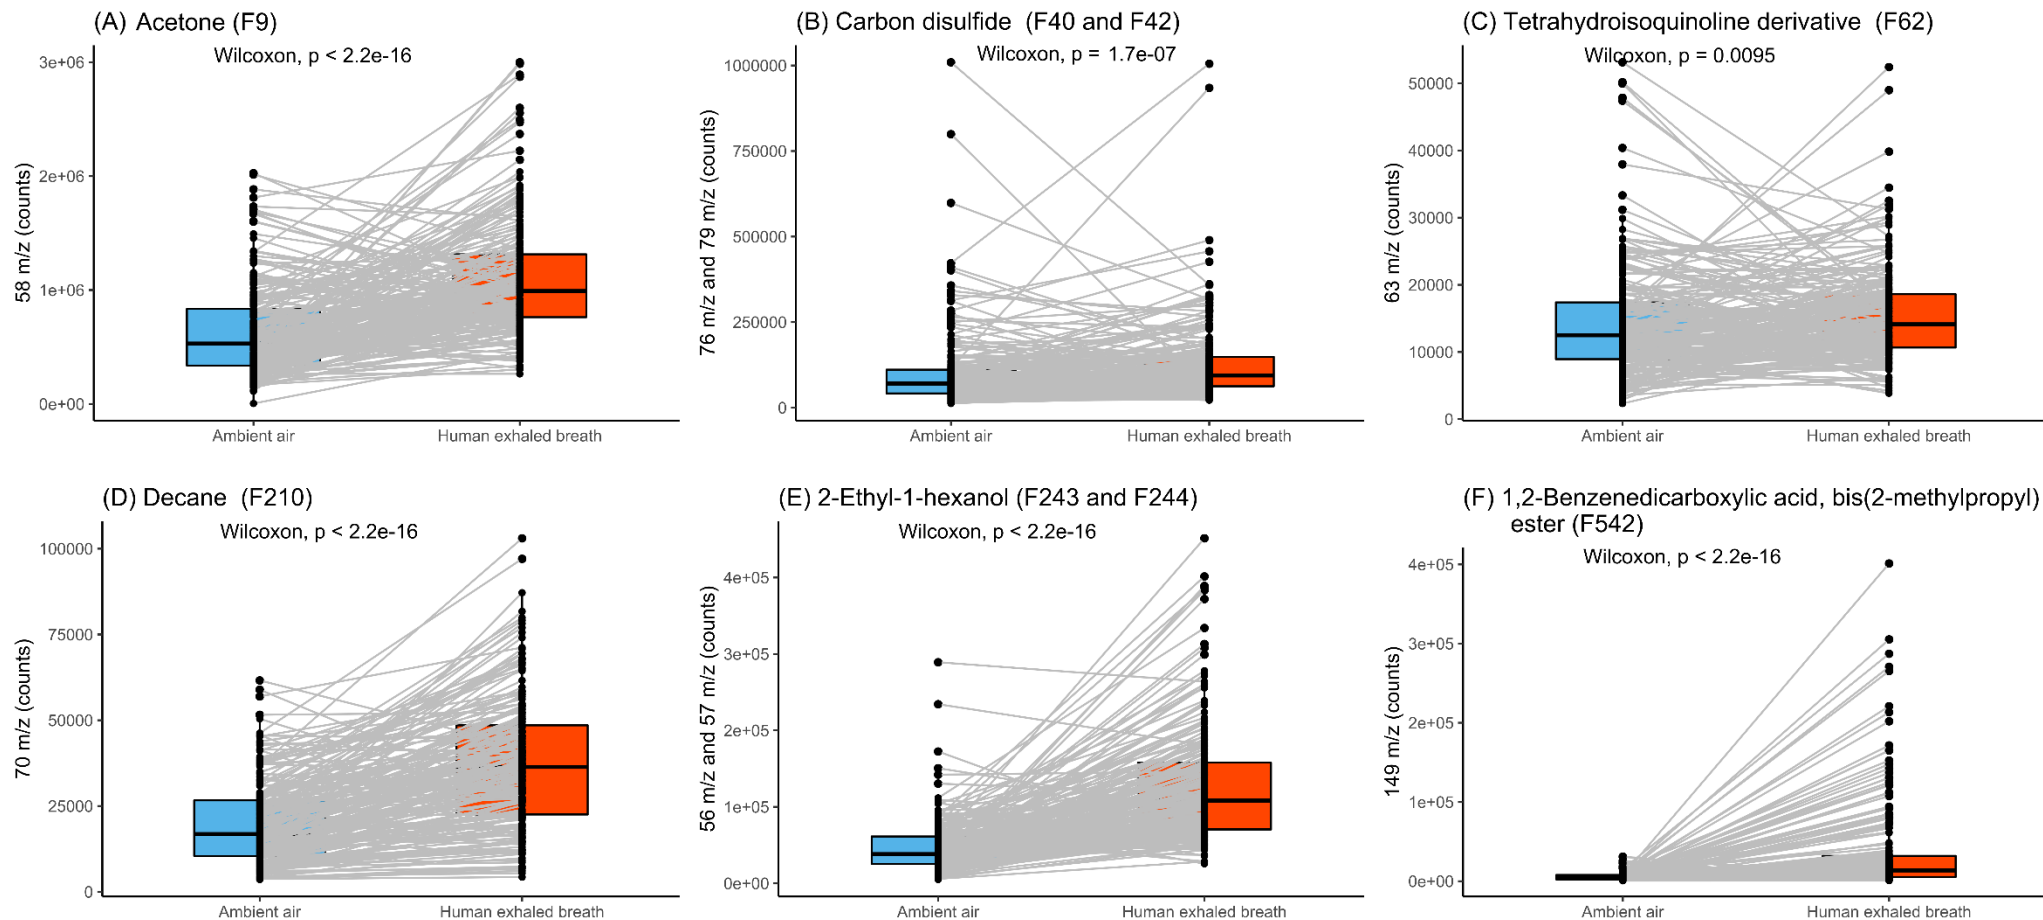 (A) Acetone (F9)
Wilcoxon, p < 2.2e-16
58 m/z (counts)
3e+06
2e+06
1e+06
0e+00
Ambient air
Human exhaled breath
(B) Carbon disulfide (F40 and F42)
Wilcoxon, p = 1.7e-07
76 m/z and 79 m/z (counts)
1000000
750000
500000
250000
0
Ambient air
Human exhaled breath
(C) Tetrahydroisoquinoline derivative (F62)
Wilcoxon, p = 0.0095
63 m/z (counts)
50000
40000
30000
20000
10000
0
Ambient air
Human exhaled breath
(D) Decane (F210)
Wilcoxon, p < 2.2e-16
70 m/z (counts)
100000
75000
50000
25000
0
Ambient air
Human exhaled breath
(E) 2-Ethyl-1-hexanol (F243 and F244)
Wilcoxon, p < 2.2e-16
56 m/z and 57 m/z (counts)
4e+05
3e+05
2e+05
1e+05
0e+00
Ambient air
Human exhaled breath
(F) 1,2-Benzenedicarboxylic acid, bis(2-methylpropyl)
ester (F542)
Wilcoxon, p < 2.2e-16
149 m/z (counts)
4e+05
3e+05
2e+05
1e+05
0e+00
Ambient air
Human exhaled breath